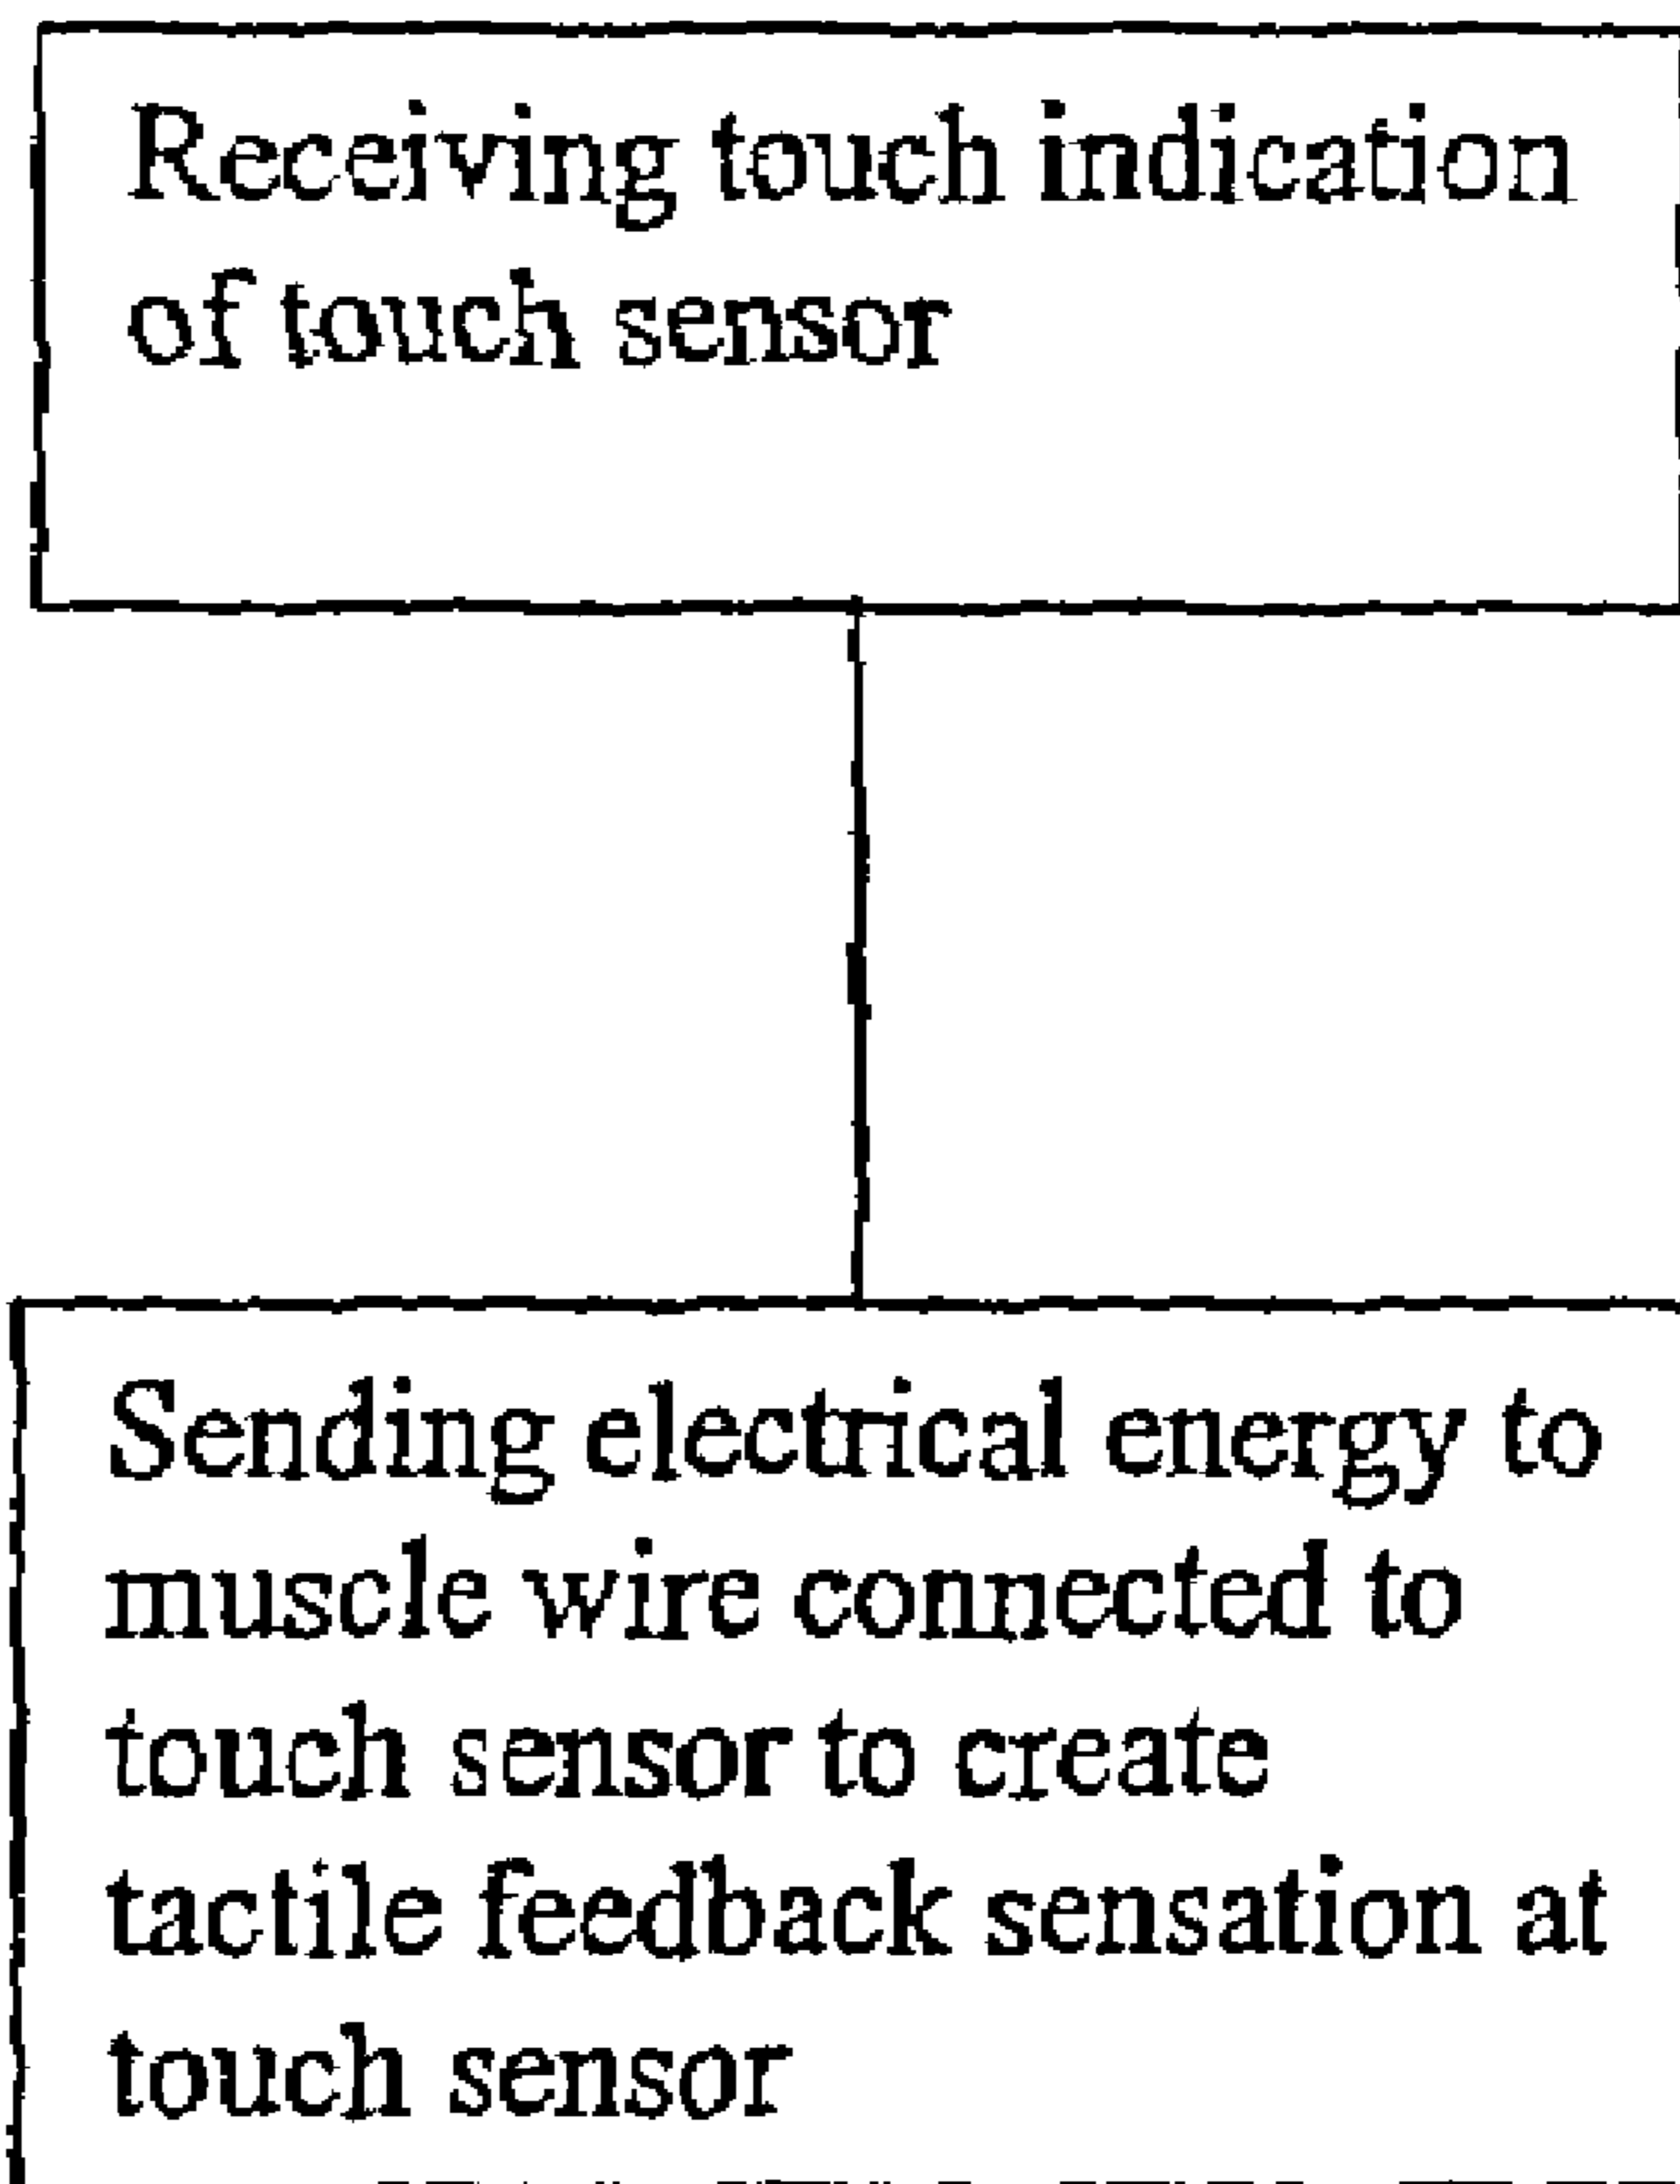 Receiving touch indication
of touch sensor
Sending electrical energy to
muscle wire connected to
touch sensor to create
tactile feedback sensation at
touch sensor